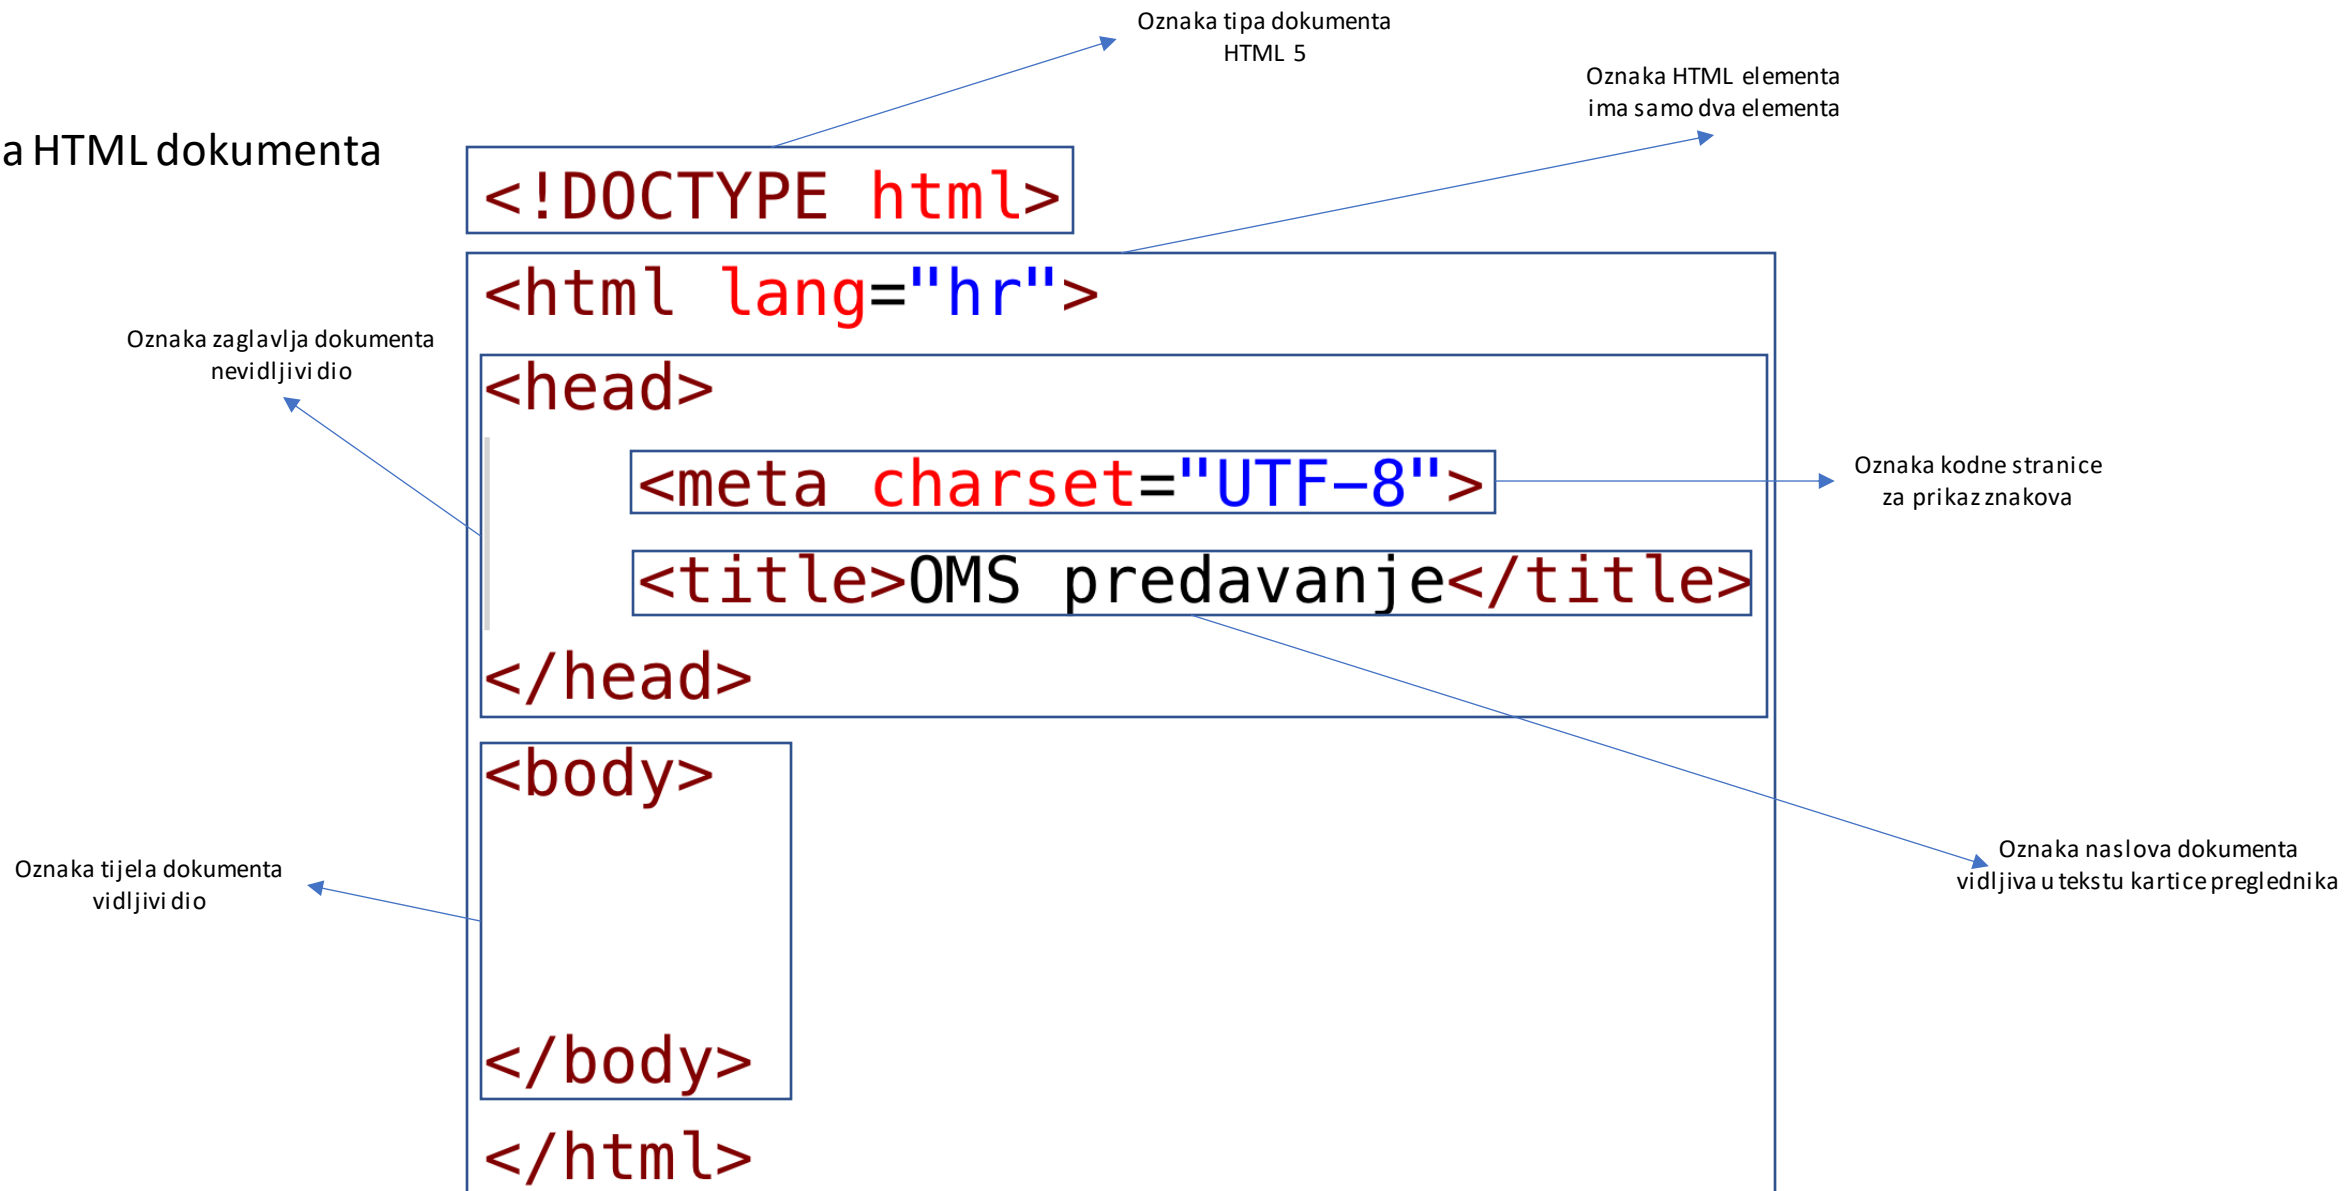 Oznaka tipa dokumenta
HTML 5
Oznaka HTML elementa
ima samo dva elementa
a HTML dokumenta
<!DOCTYPE html>
<html lang="hr">
Oznaka zaglavlja dokumenta
nevidljivi dio
<head>
<meta charset="UTF-8">
Oznaka kodne stranice
za prikaz znakova
<title>OMS predavanje</title>
</head>
<body>
Oznaka tijela dokumenta
vidljivi dio
Oznaka naslova dokumenta
vidljiva u tekstu kartice preglednika
</body>
</html>